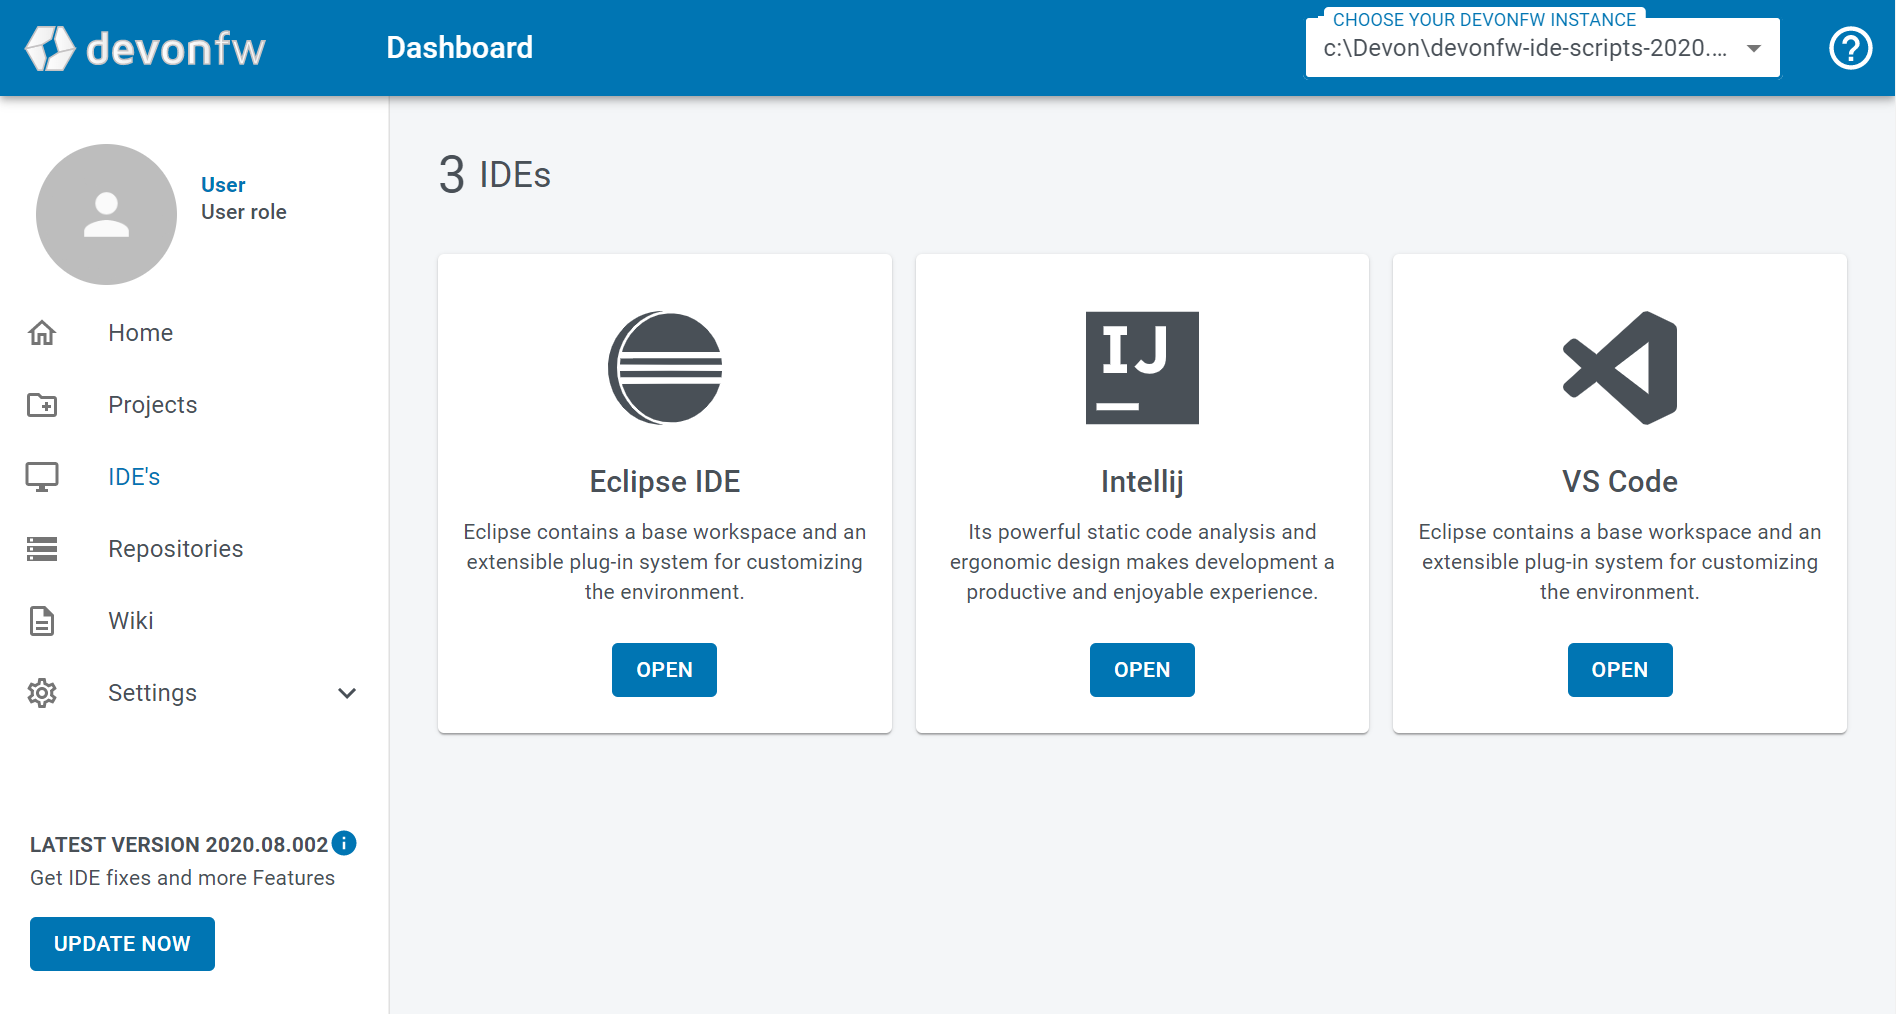 devonfw
Dashboard
CHOOSE YOUR DEVONFW INSTANCE
c:\Devon\devonfw-ide-scripts-2020....
User
User role
Home
Projects
IDE's
Repositories
Wiki
Settings
LATEST VERSION 2020.08.002
Get IDE fixes and more Features
UPDATE NOW
3 IDEs
IJ
Eclipse IDE
Eclipse contains a base workspace and an
extensible plug-in system for customizing
the environment.
OPEN
Intellij
Its powerful static code analysis and
ergonomic design makes development a
productive and enjoyable experience.
OPEN
VS Code
Eclipse contains a base workspace and an
extensible plug-in system for customizing
the environment.
OPEN